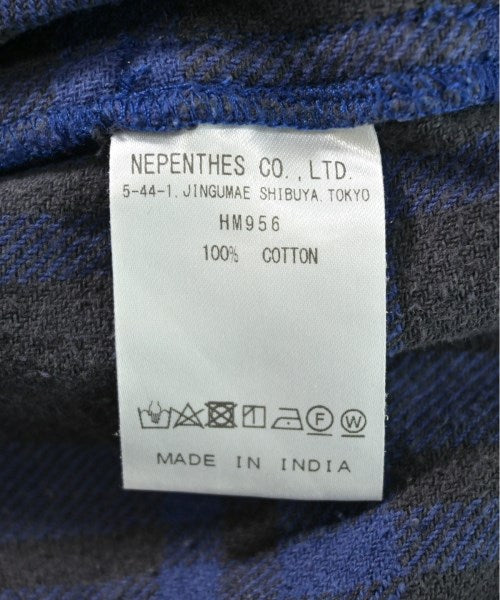 NEPENTHES CO.,LTD.
5-44-1.JINGUMAE SHIBUYA.TOKYO
HM956
100% COTTON
F W
MADE IN INDIA